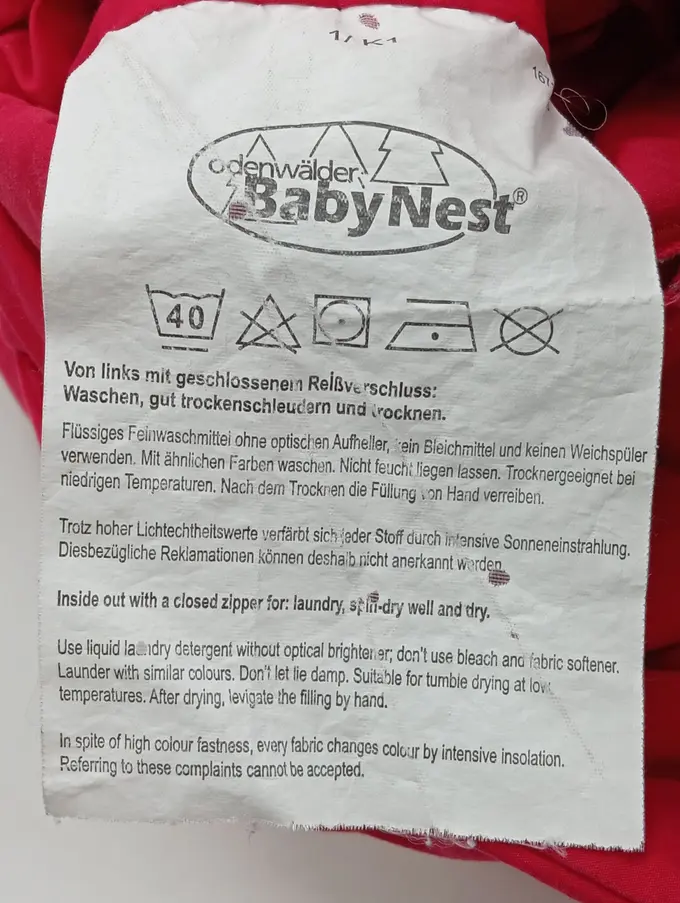 1/ K1
167
odenwälder
BabyNest®
40
Von links mit geschlossenem Reißverschluss:
Waschen, gut trockenschleudern und trocknen.
Flüssiges Feinwaschmittel ohne optischen Aufheller, kein Bleichmittel und keinen Weichspüler
verwenden. Mit ähnlichen Farben waschen. Nicht feucht liegen lassen. Trocknergeeignet bei
niedrigen Temperaturen. Nach dem Trocknen die Füllung von Hand verreiben.
Trotz hoher Lichtechtheitswerte verfärbt sich jeder Stoff durch intensive Sonneneinstrahlung.
Diesbezügliche Reklamationen können deshalb nicht anerkannt werden.
Inside out with a closed zipper for: laundry, spin-dry well and dry.
Use liquid laundry detergent without optical brightener; don't use bleach and fabric softener.
Launder with similar colours. Don't let lie damp. Suitable for tumble drying at low
temperatures. After drying, levigate the filling by hand.
In spite of high colour fastness, every fabric changes colour by intensive insolation.
Referring to these complaints cannot be accepted.